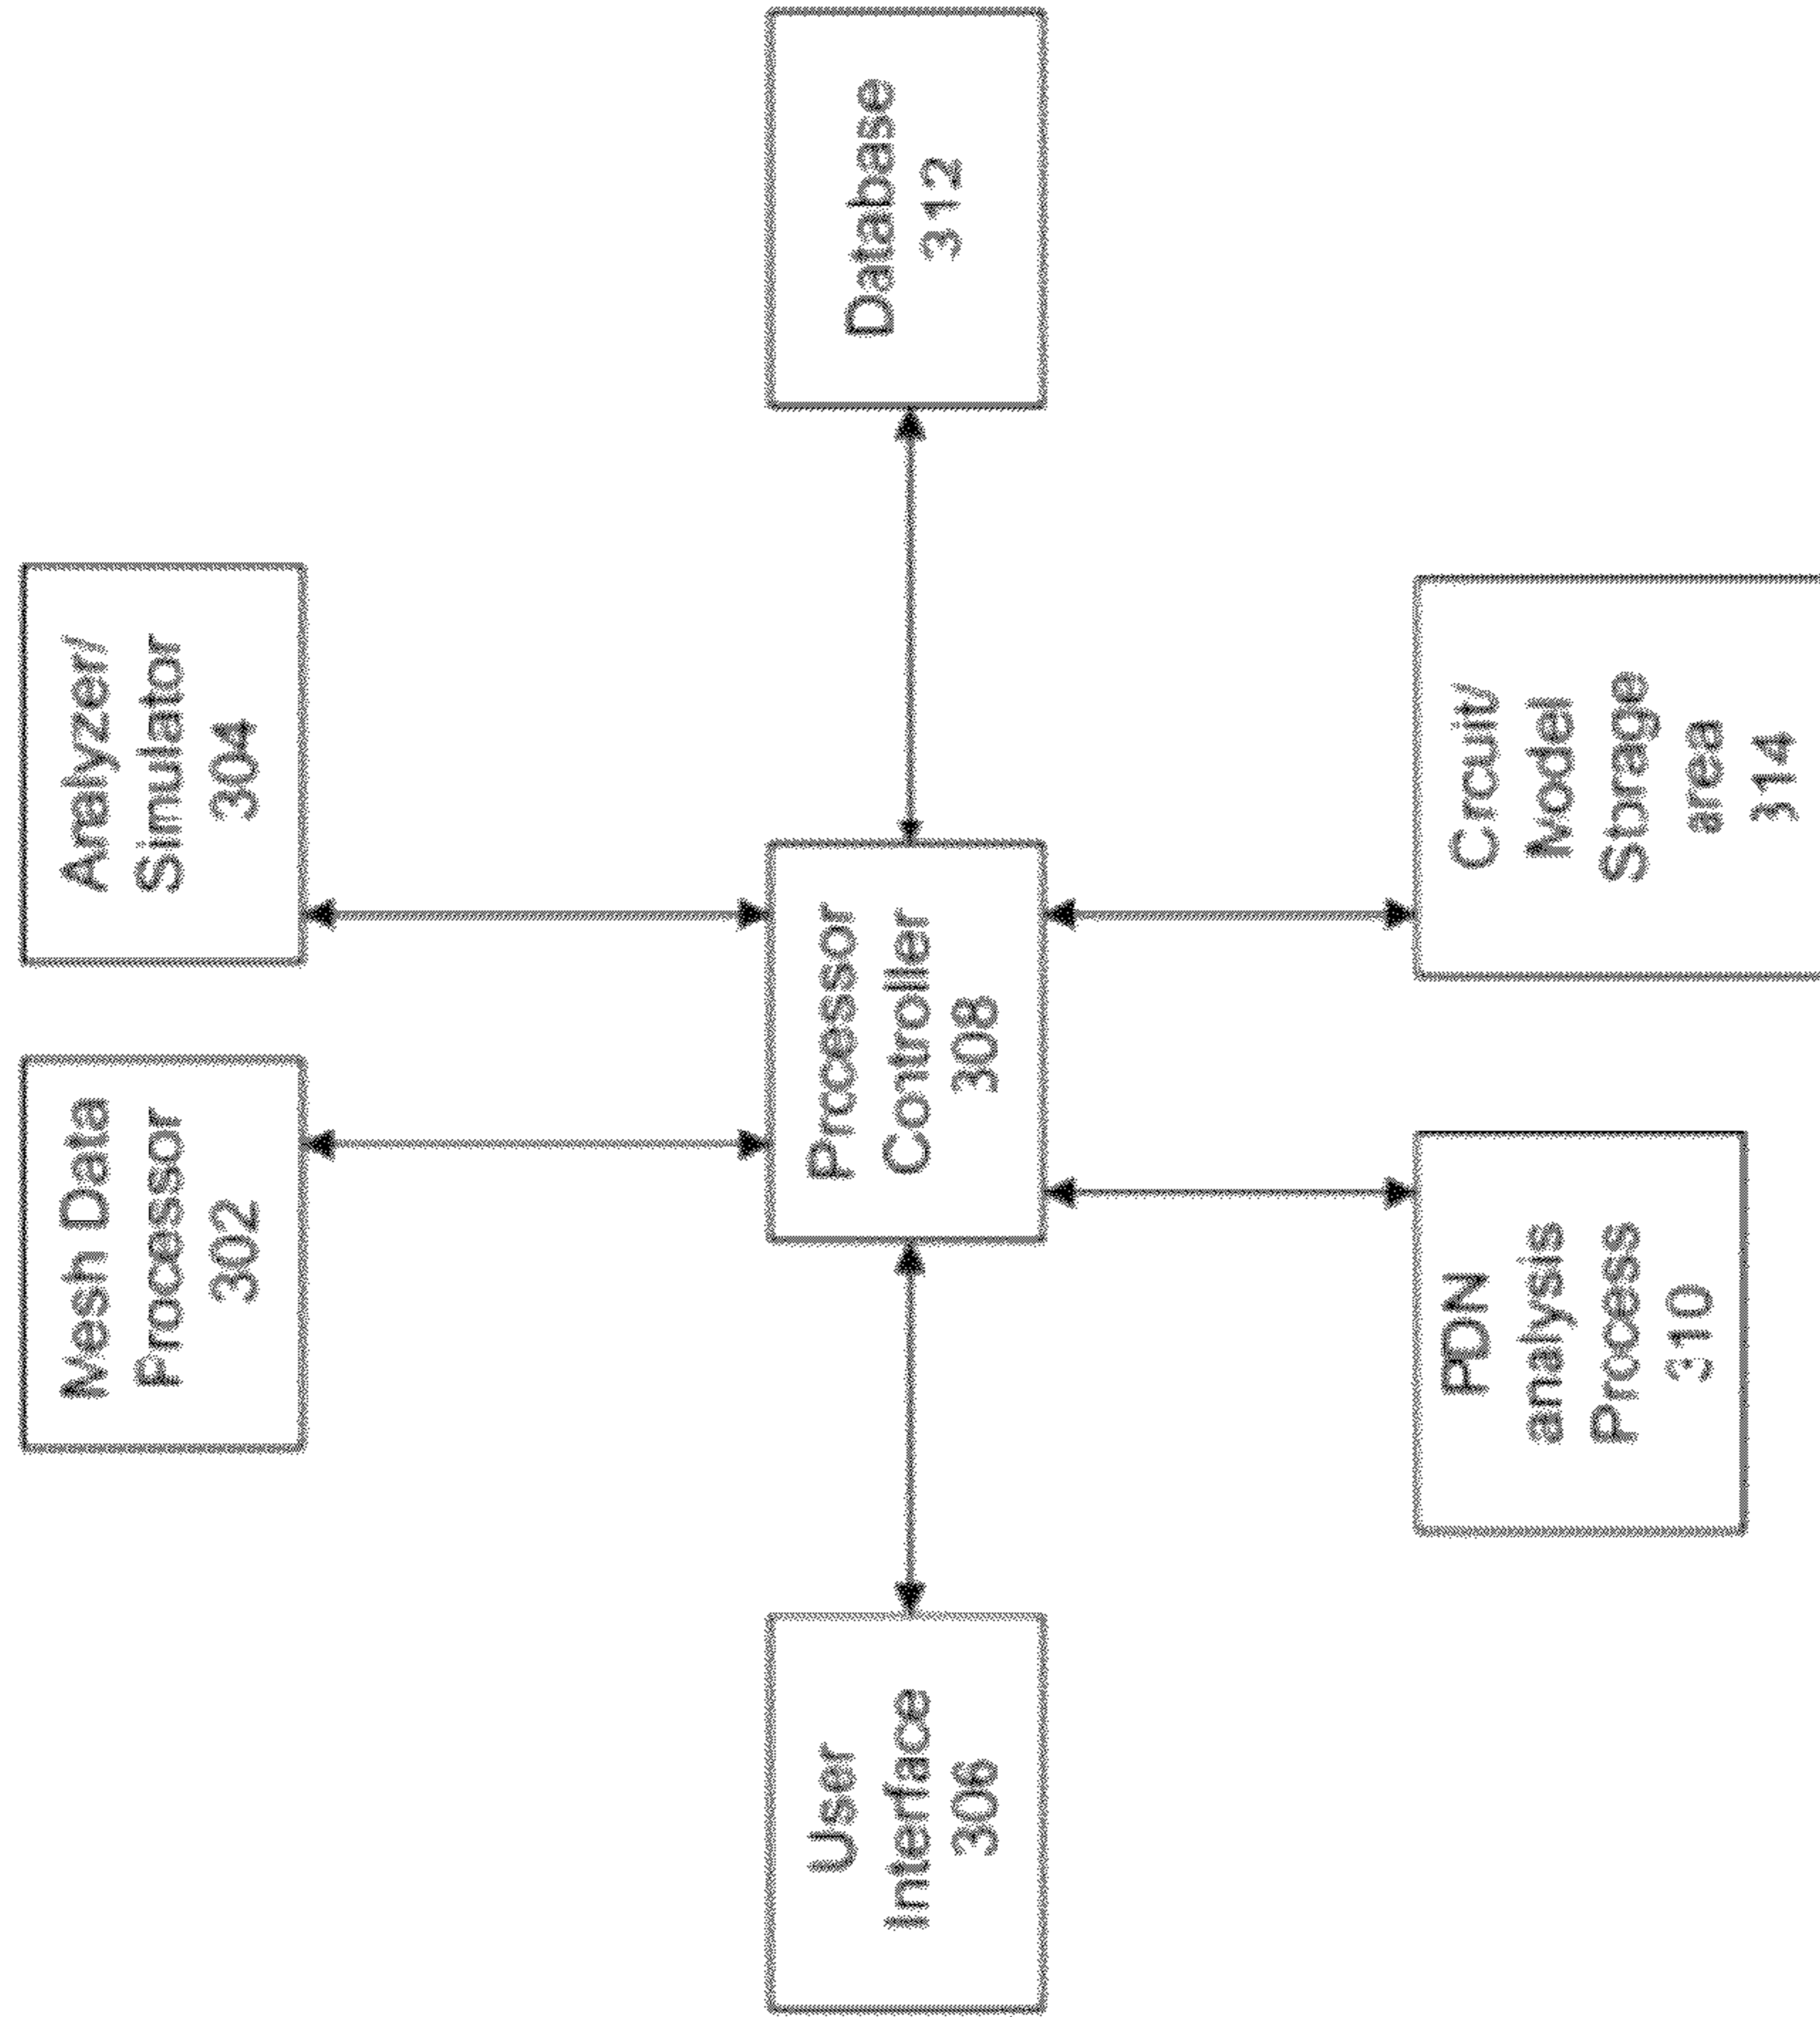 Mesh Data
Processor
302
Analyzer/
Simulator
304
User
Interface
306
Processor
Controller
308
Database
312
PDN
analysis
Process
310
Circuit/
Model
Storage
area
314